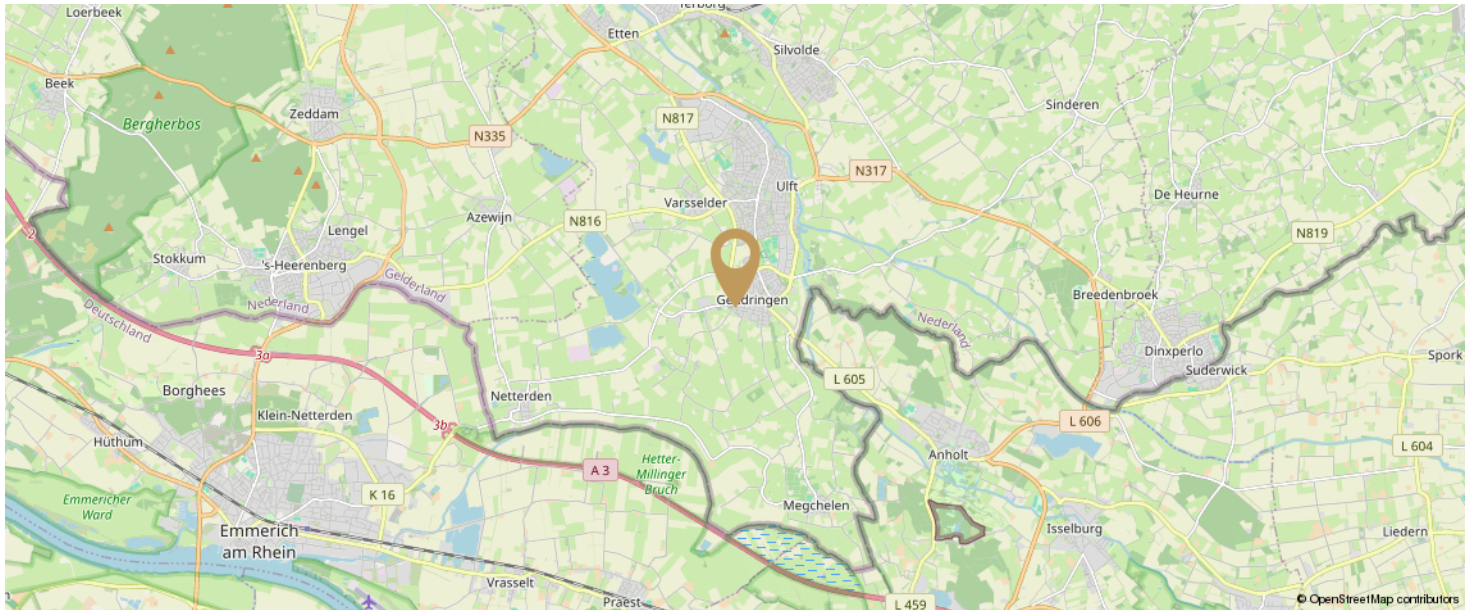 Loerbeek
Terborg
Etten
Silvolde
Beek
Zeddam
Bergherbos
N335
N817
Sinderen
N317
Ulft
De Heurne
Varsselder
Azewijn
N816
N819
Lengel
Stokkum
's-Heerenberg
2
Gelderland
Nederland
Deutschland
Gendringen
Breedenbroek
Nederland
3a
Dinxperlo
Suderwick
Spork
Borghees
L 605
Netterden
Klein-Netterden
Hüthum
3b
L 606
L 604
Anholt
A 3
Hetter-
Millinger
Bruch
K 16
Emmericher
Ward
Megchelen
Emmerich
am Rhein
Isselburg
Liedern
Vrasselt
Praest
L 459
© OpenStreetMap contributors